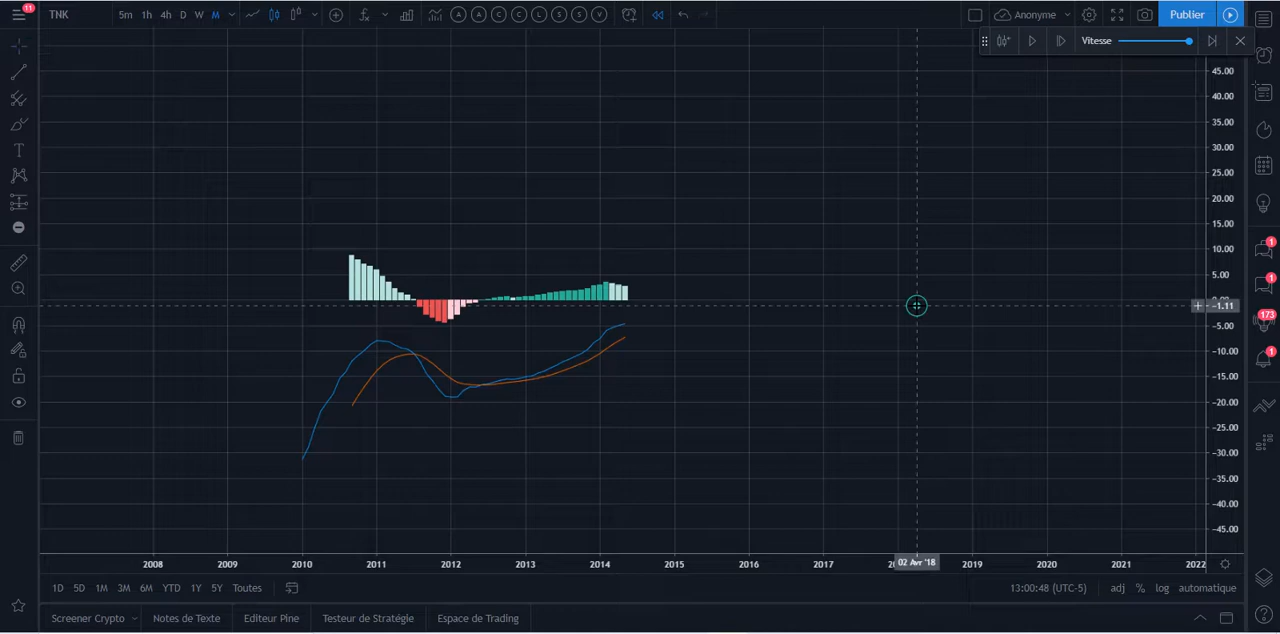 11
TNK
5m 1h 4h D W M
A A C C L S S V
Anonyme
Publier
Vitesse
45.00
40.00
35.00
30.00
25.00
20.00
15.00
10.00
5.00
−1.11
−5.00
−10.00
−15.00
−20.00
−25.00
−30.00
−35.00
−40.00
−45.00
1
1
173
1
2008 2009 2010 2011 2012 2013 2014 2015 2016 2017 02 Avr '18 2019 2020 2021 2022
1D 5D 1M 3M 6M YTD 1Y 5Y Toutes
13:00:48 (UTC-5) adj % log automatique
Screener Crypto Notes de Texte Editeur Pine Testeur de Stratégie Espace de Trading